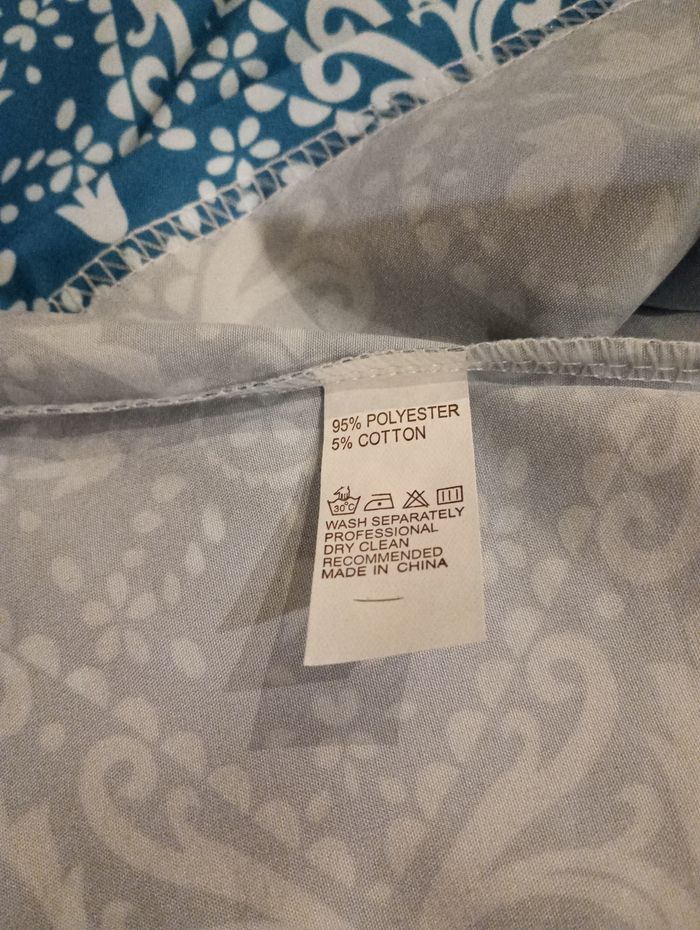 95% POLYESTER
5% COTTON
30°C
WASH SEPARATELY
PROFESSIONAL
DRY CLEAN
RECOMMENDED
MADE IN CHINA